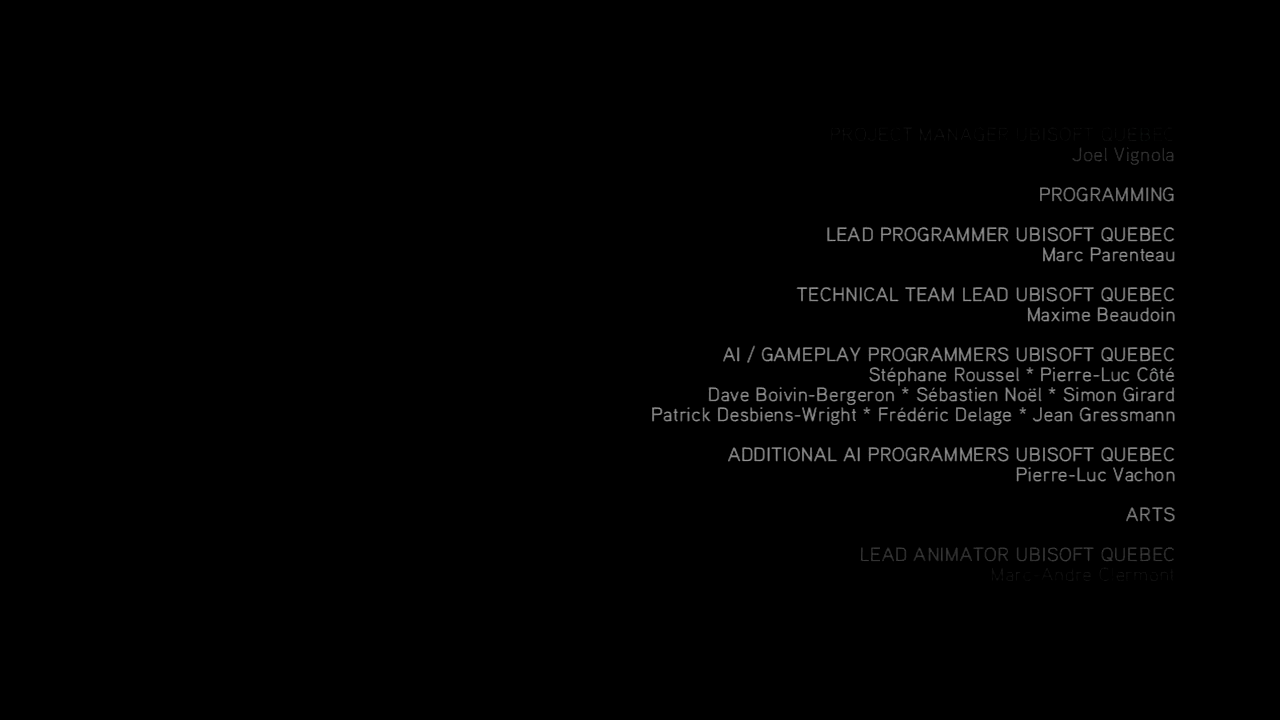 PROJECT MANAGER UBISOFT QUEBEC
Joel Vignola
PROGRAMMING
LEAD PROGRAMMER UBISOFT QUEBEC
Marc Parenteau
TECHNICAL TEAM LEAD UBISOFT QUEBEC
Maxime Beaudoin
AI / GAMEPLAY PROGRAMMERS UBISOFT QUEBEC
Stéphane Roussel * Pierre-Luc Côté
Dave Boivin-Bergeron * Sébastien Noël * Simon Girard
Patrick Desbiens-Wright * Frédéric Delage * Jean Gressmann
ADDITIONAL AI PROGRAMMERS UBISOFT QUEBEC
Pierre-Luc Vachon
ARTS
LEAD ANIMATOR UBISOFT QUEBEC
Marc-Andre Clermont